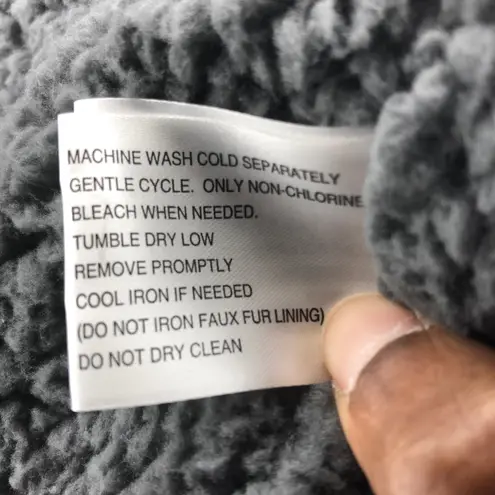 MACHINE WASH COLD SEPARATELY
GENTLE CYCLE. ONLY NON-CHLORINE
BLEACH WHEN NEEDED.
TUMBLE DRY LOW
REMOVE PROMPTLY
COOL IRON IF NEEDED
(DO NOT IRON FAUX FUR LINING)
DO NOT DRY CLEAN